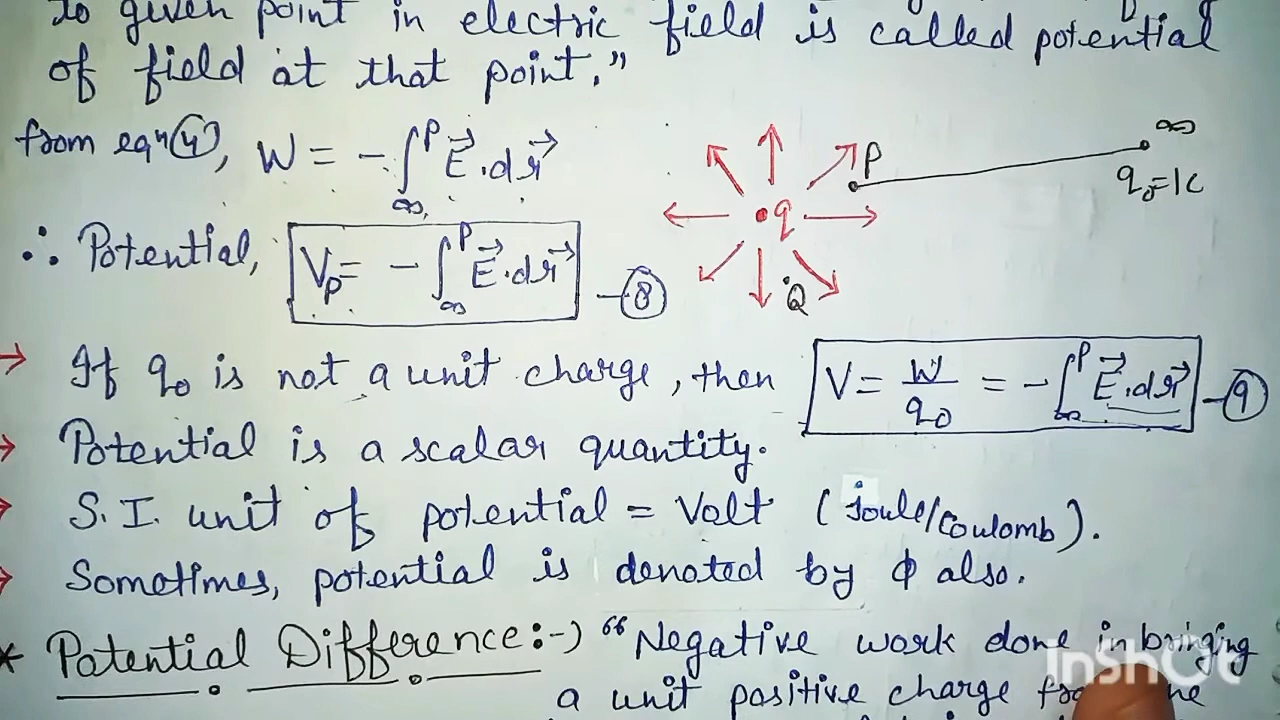 to given point in electric field is called potential
of field at that point."
from eqⁿ(4), W = -∫_∞^P E⃗.dr⃗
P ∞
q₀=1C
q
Q
∴ Potential, V_P = -∫_∞^P E⃗.dr⃗ -(8)
→ If q₀ is not a unit charge, then V = W/q₀ = -∫_∞^P E⃗.dr⃗ -(9)
→ Potential is a scalar quantity.
→ S.I. unit of potential = Volt (joule/coulomb).
→ Sometimes, potential is denoted by ϕ also.
* Potential Difference:-) "Negative work done in bringing
a unit positive charge
InShOt